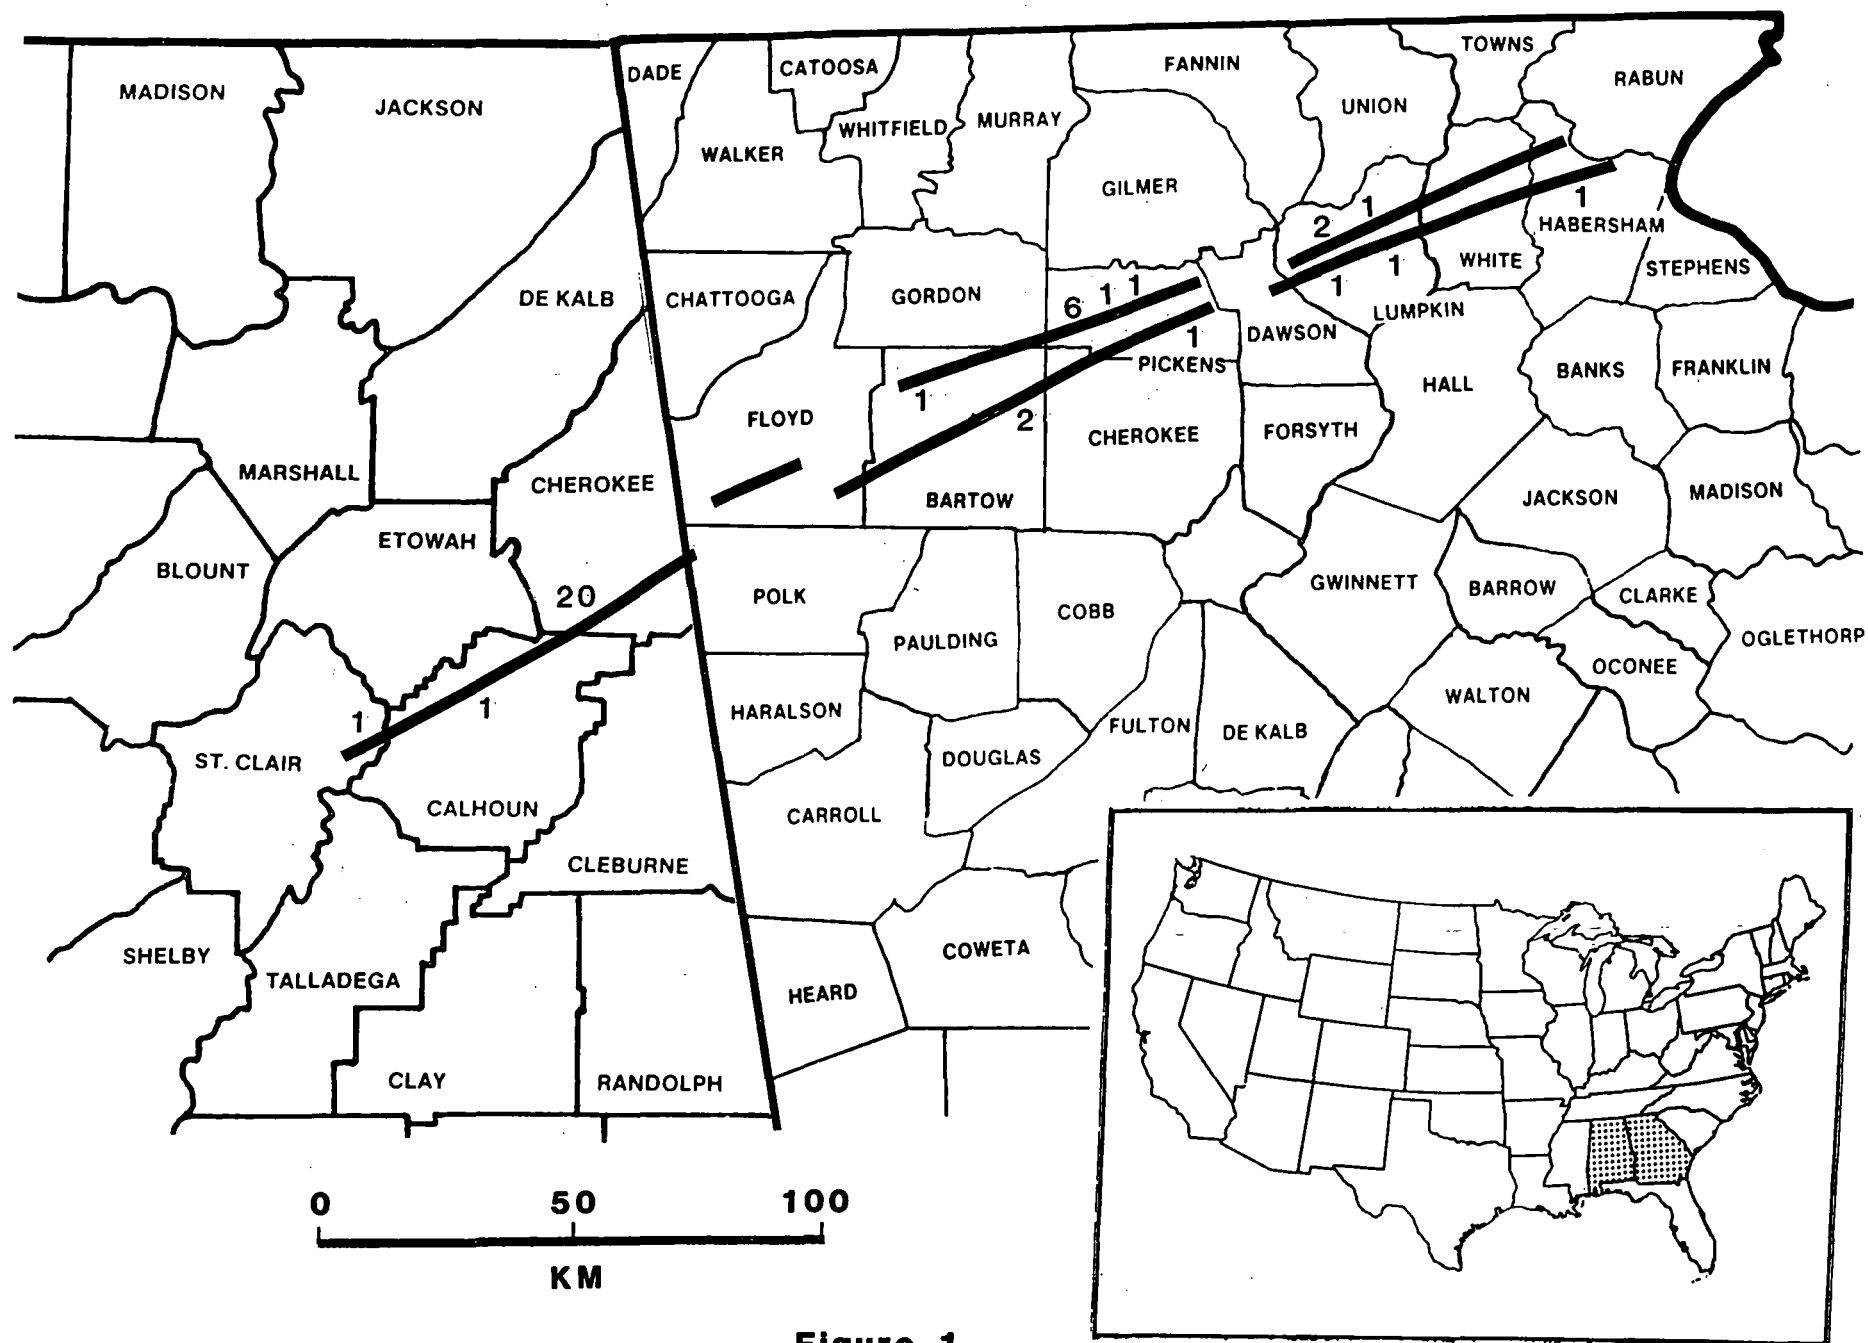 TOWNS
DADE
CATOOSA
FANNIN
RABUN
MADISON
JACKSON
UNION
WHITFIELD
MURRAY
WALKER
GILMER
1
1
2
HABERSHAM
1
WHITE
STEPHENS
DE KALB
CHATTOOGA
GORDON
6
1
1
1
LUMPKIN
1
DAWSON
PICKENS
BANKS
FRANKLIN
HALL
1
FLOYD
2
CHEROKEE
FORSYTH
MARSHALL
CHEROKEE
BARTOW
JACKSON
MADISON
ETOWAH
BLOUNT
20
POLK
COBB
GWINNETT
BARROW
CLARKE
PAULDING
OGLETHORP
OCONEE
1
1
HARALSON
FULTON
WALTON
DE KALB
ST. CLAIR
DOUGLAS
CALHOUN
CARROLL
CLEBURNE
SHELBY
TALLADEGA
COWETA
HEARD
CLAY
RANDOLPH
0 50 100
KM
Figure 1